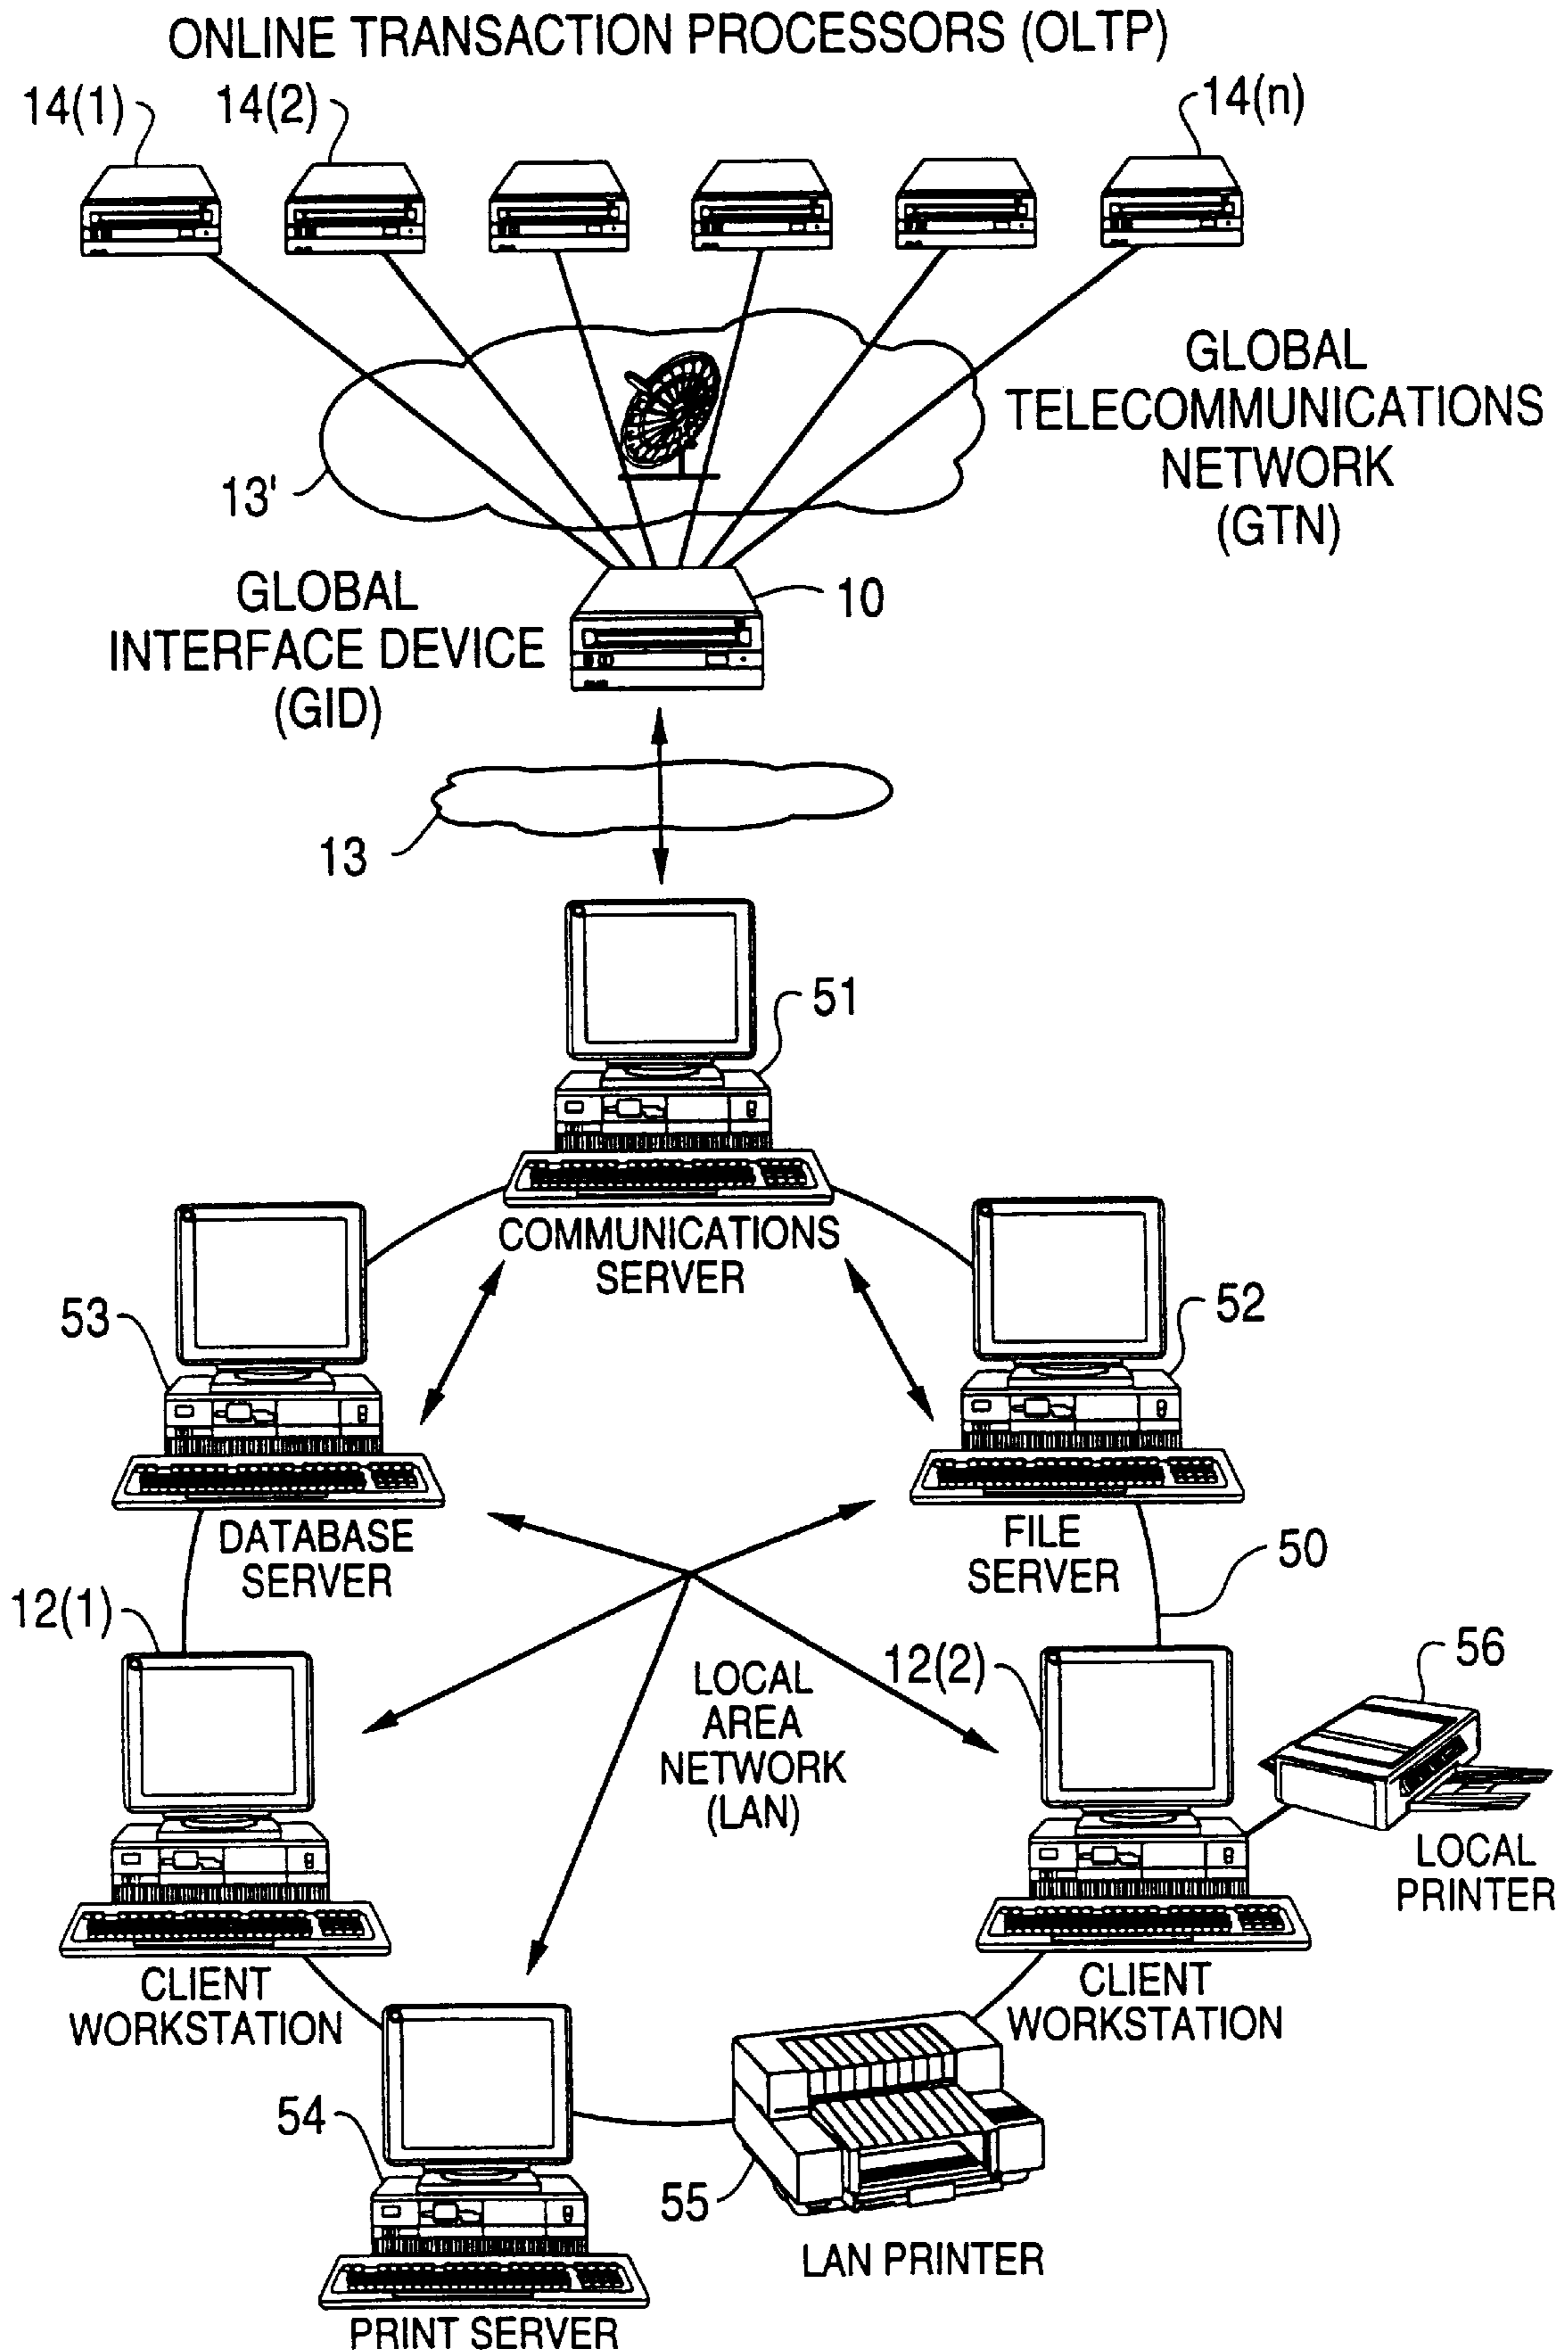 ONLINE TRANSACTION PROCESSORS (OLTP)
14(1)
14(2)
14(n)
GLOBAL
TELECOMMUNICATIONS
NETWORK
(GTN)
13'
GLOBAL
INTERFACE DEVICE
(GID)
10
13
51
COMMUNICATIONS
SERVER
53
52
DATABASE
SERVER
FILE
SERVER
50
12(1)
12(2)
56
LOCAL
AREA
NETWORK
(LAN)
LOCAL
PRINTER
CLIENT
WORKSTATION
CLIENT
WORKSTATION
54
55
LAN PRINTER
PRINT SERVER